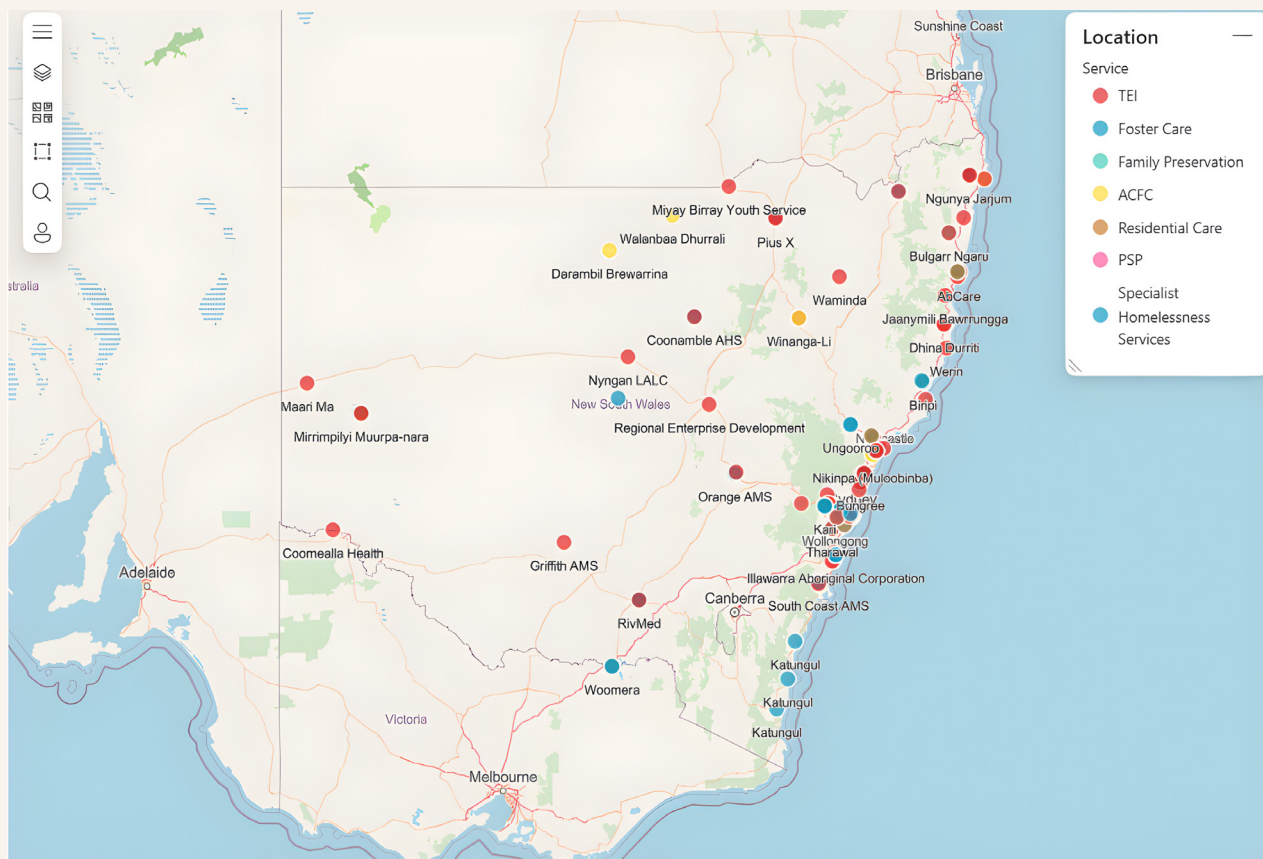 Sunshine Coast
Brisbane
Ngunya Jarjum
Miyay Birray Youth Service
Walanbaa Dhurrali
Pius X
Darambil Brewarrina
Bulgarr Ngaru
Waminda
AbCare
Jaanymili Bawrrungga
Coonamble AHS
Winanga-Li
Dhina Durriti
Werin
Nyngan LALC
New South Wales
Biripi
Maari Ma
Mirrimpilyi Muurpa-nara
Regional Enterprise Development
Ungooroo
Nikinpa (Muloobinba)
Orange AMS
Sydney
Bungree
Kari
Wollongong
Tharawal
Coomealla Health
Griffith AMS
Illawarra Aboriginal Corporation
Adelaide
Canberra
South Coast AMS
RivMed
Katungul
Woomera
Katungul
Victoria
Katungul
Melbourne
Location
Service
TEI
Foster Care
Family Preservation
ACFC
Residential Care
PSP
Specialist
Homelessness
Services